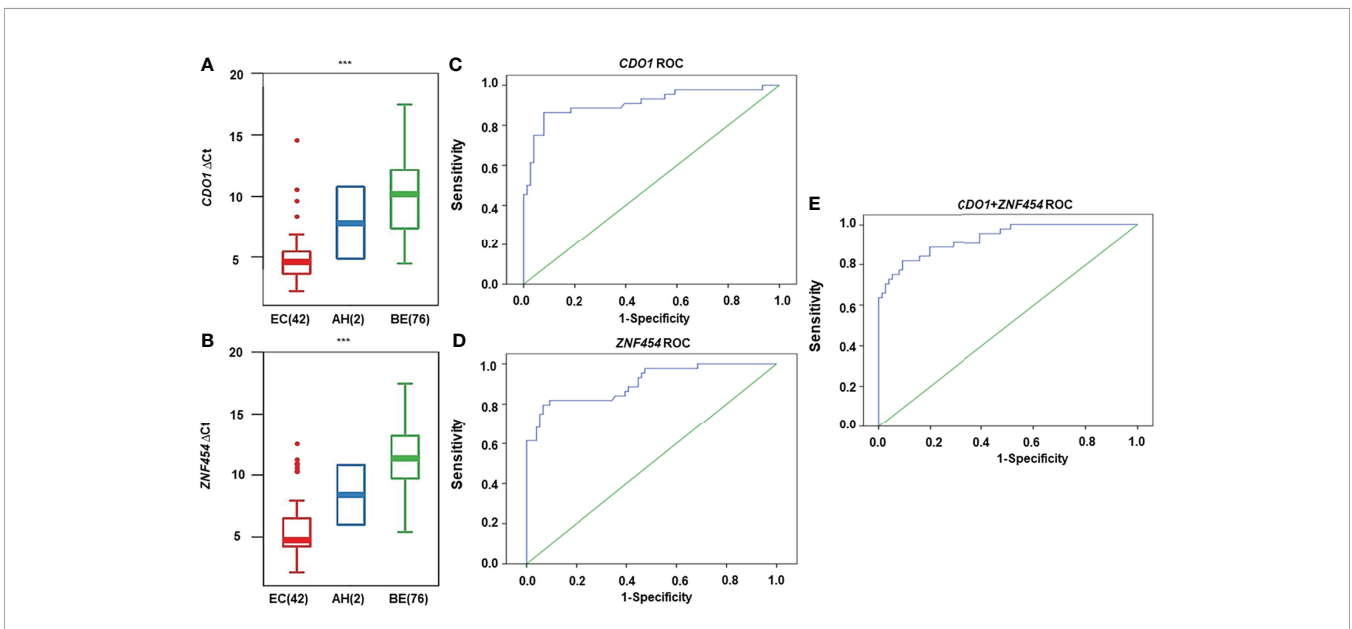 A
***
20
15
10
5
CDO1 ΔCt
EC(42) AH(2) BE(76)
B
***
20
15
10
5
ZNF454 ΔCt
EC(42) AH(2) BE(76)
C
CDO1 ROC
1.0
0.8
0.6
0.4
0.2
0.0
Sensitivity
0.0 0.2 0.4 0.6 0.8 1.0
1-Specificity
D
ZNF454 ROC
1.0
0.8
0.6
0.4
0.2
0.0
Sensitivity
0.0 0.2 0.4 0.6 0.8 1.0
1-Specificity
E
CDO1+ZNF454 ROC
1.0
0.8
0.6
0.4
0.2
0.0
Sensitivity
0.0 0.2 0.4 0.6 0.8 1.0
1-Specificity